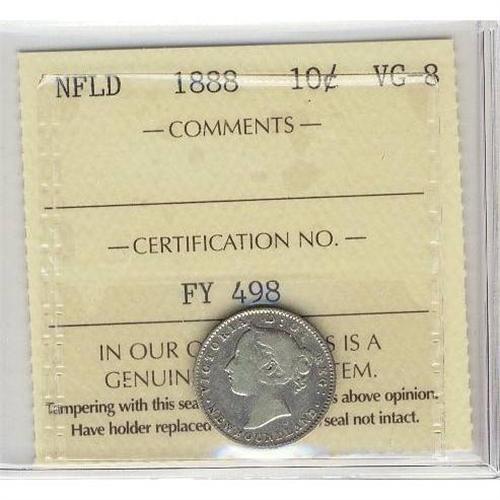 NFLD 1888 10¢ VG-8
— COMMENTS —
— CERTIFICATION NO. —
FY 498
IN OUR IS A
GENUIN TEM.
Tampering with this sea s above opinion.
Have holder replaced seal not intact.
VICTORIA D:G: REG:
NEWFOUNDLAND